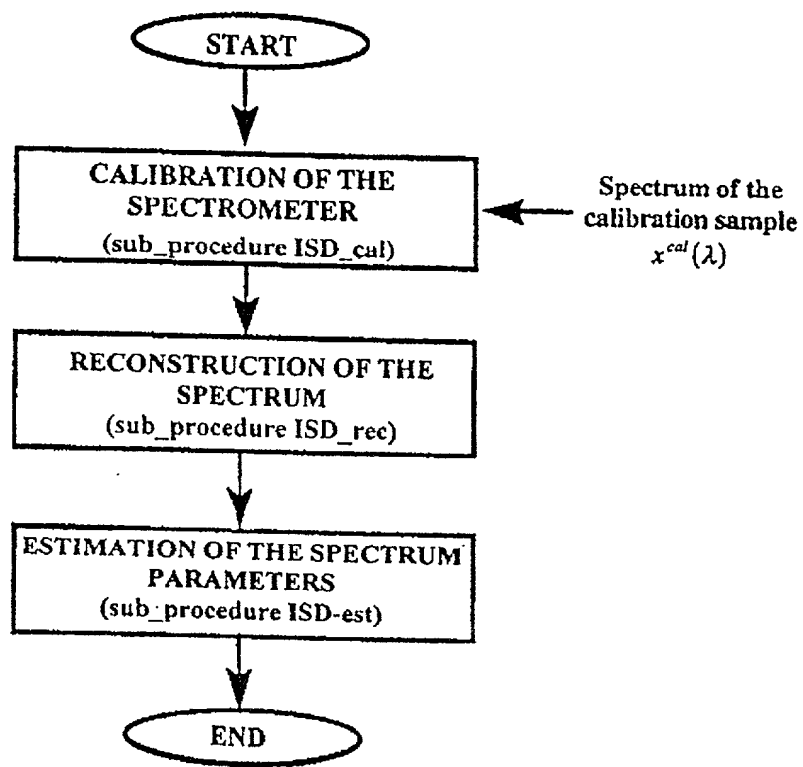 START
CALIBRATION OF THE
SPECTROMETER
(sub_procedure ISD_cal)
Spectrum of the
calibration sample
x^{cal}(λ)
RECONSTRUCTION OF THE
SPECTRUM
(sub_procedure ISD_rec)
ESTIMATION OF THE SPECTRUM
PARAMETERS
(sub_procedure ISD-est)
END